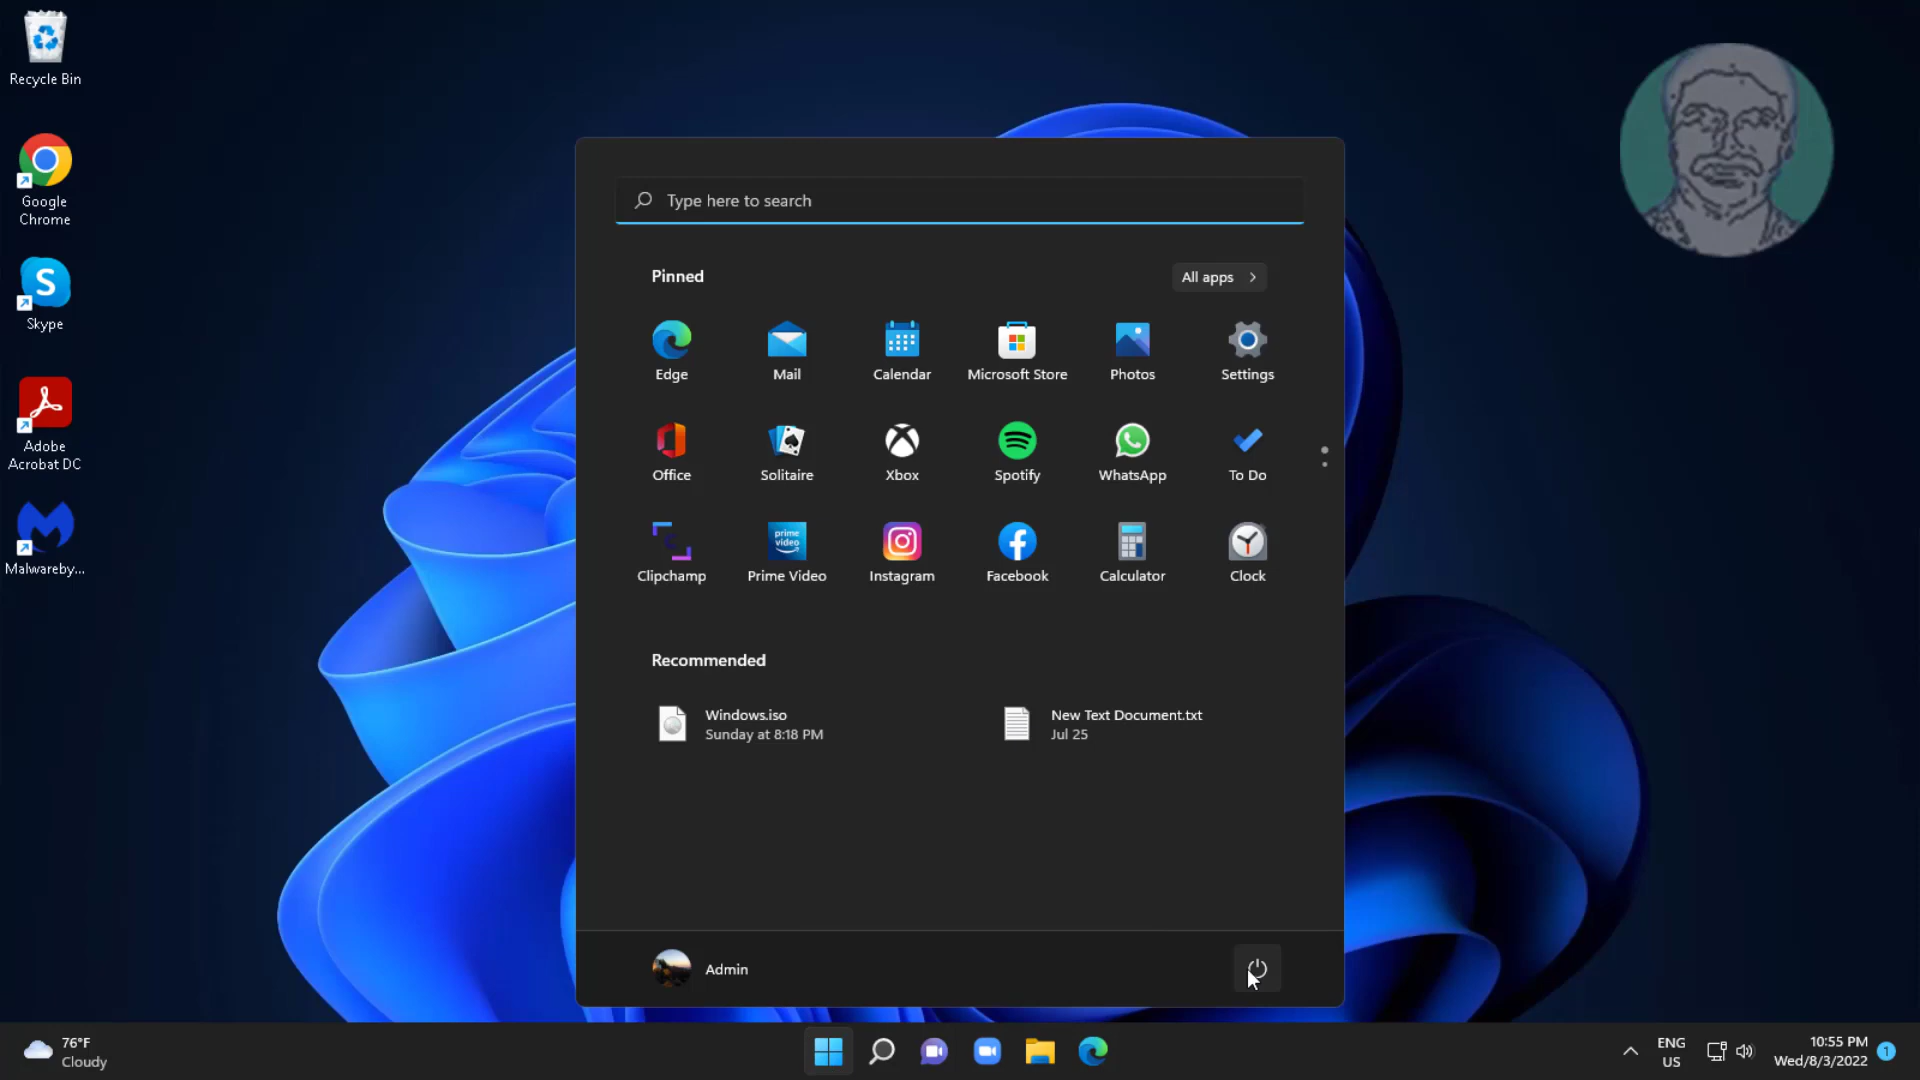 Recycle Bin
Google
Chrome
Skype
Adobe
Acrobat DC
Malwareby...
Type here to search
Pinned
All apps
Edge
Mail
Calendar
Microsoft Store
Photos
Settings
Office
Solitaire
Xbox
Spotify
WhatsApp
To Do
prime
video
Clipchamp
Prime Video
Instagram
Facebook
Calculator
Clock
Recommended
Windows.iso
Sunday at 8:18 PM
New Text Document.txt
Jul 25
Admin
76°F
Cloudy
ENG
US
10:55 PM
Wed/8/3/2022
1